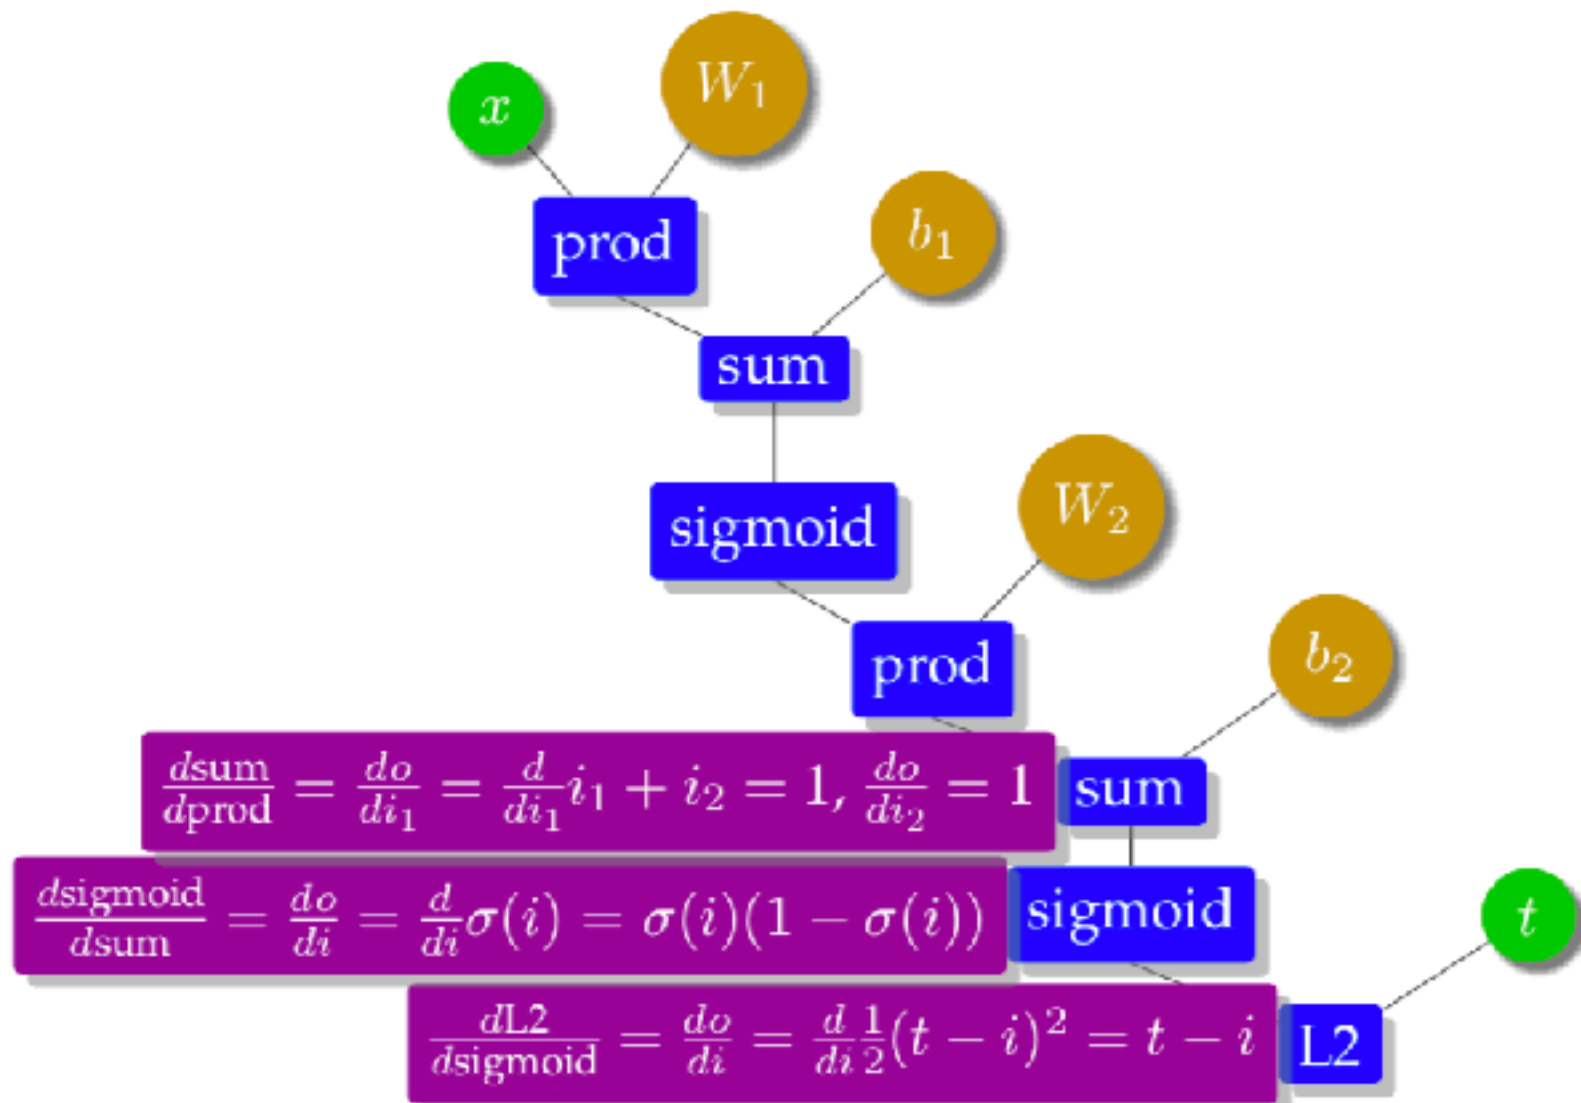 x
W₁
prod
b₁
sum
sigmoid
W₂
prod
b₂
dsum/dprod = do/di₁ = d/di₁ i₁ + i₂ = 1, do/di₂ = 1
sum
dsigmoid/dsum = do/di = d/di σ(i) = σ(i)(1 − σ(i))
sigmoid
t
dL2/dsigmoid = do/di = d/di 1/2 (t − i)² = t − i
L2